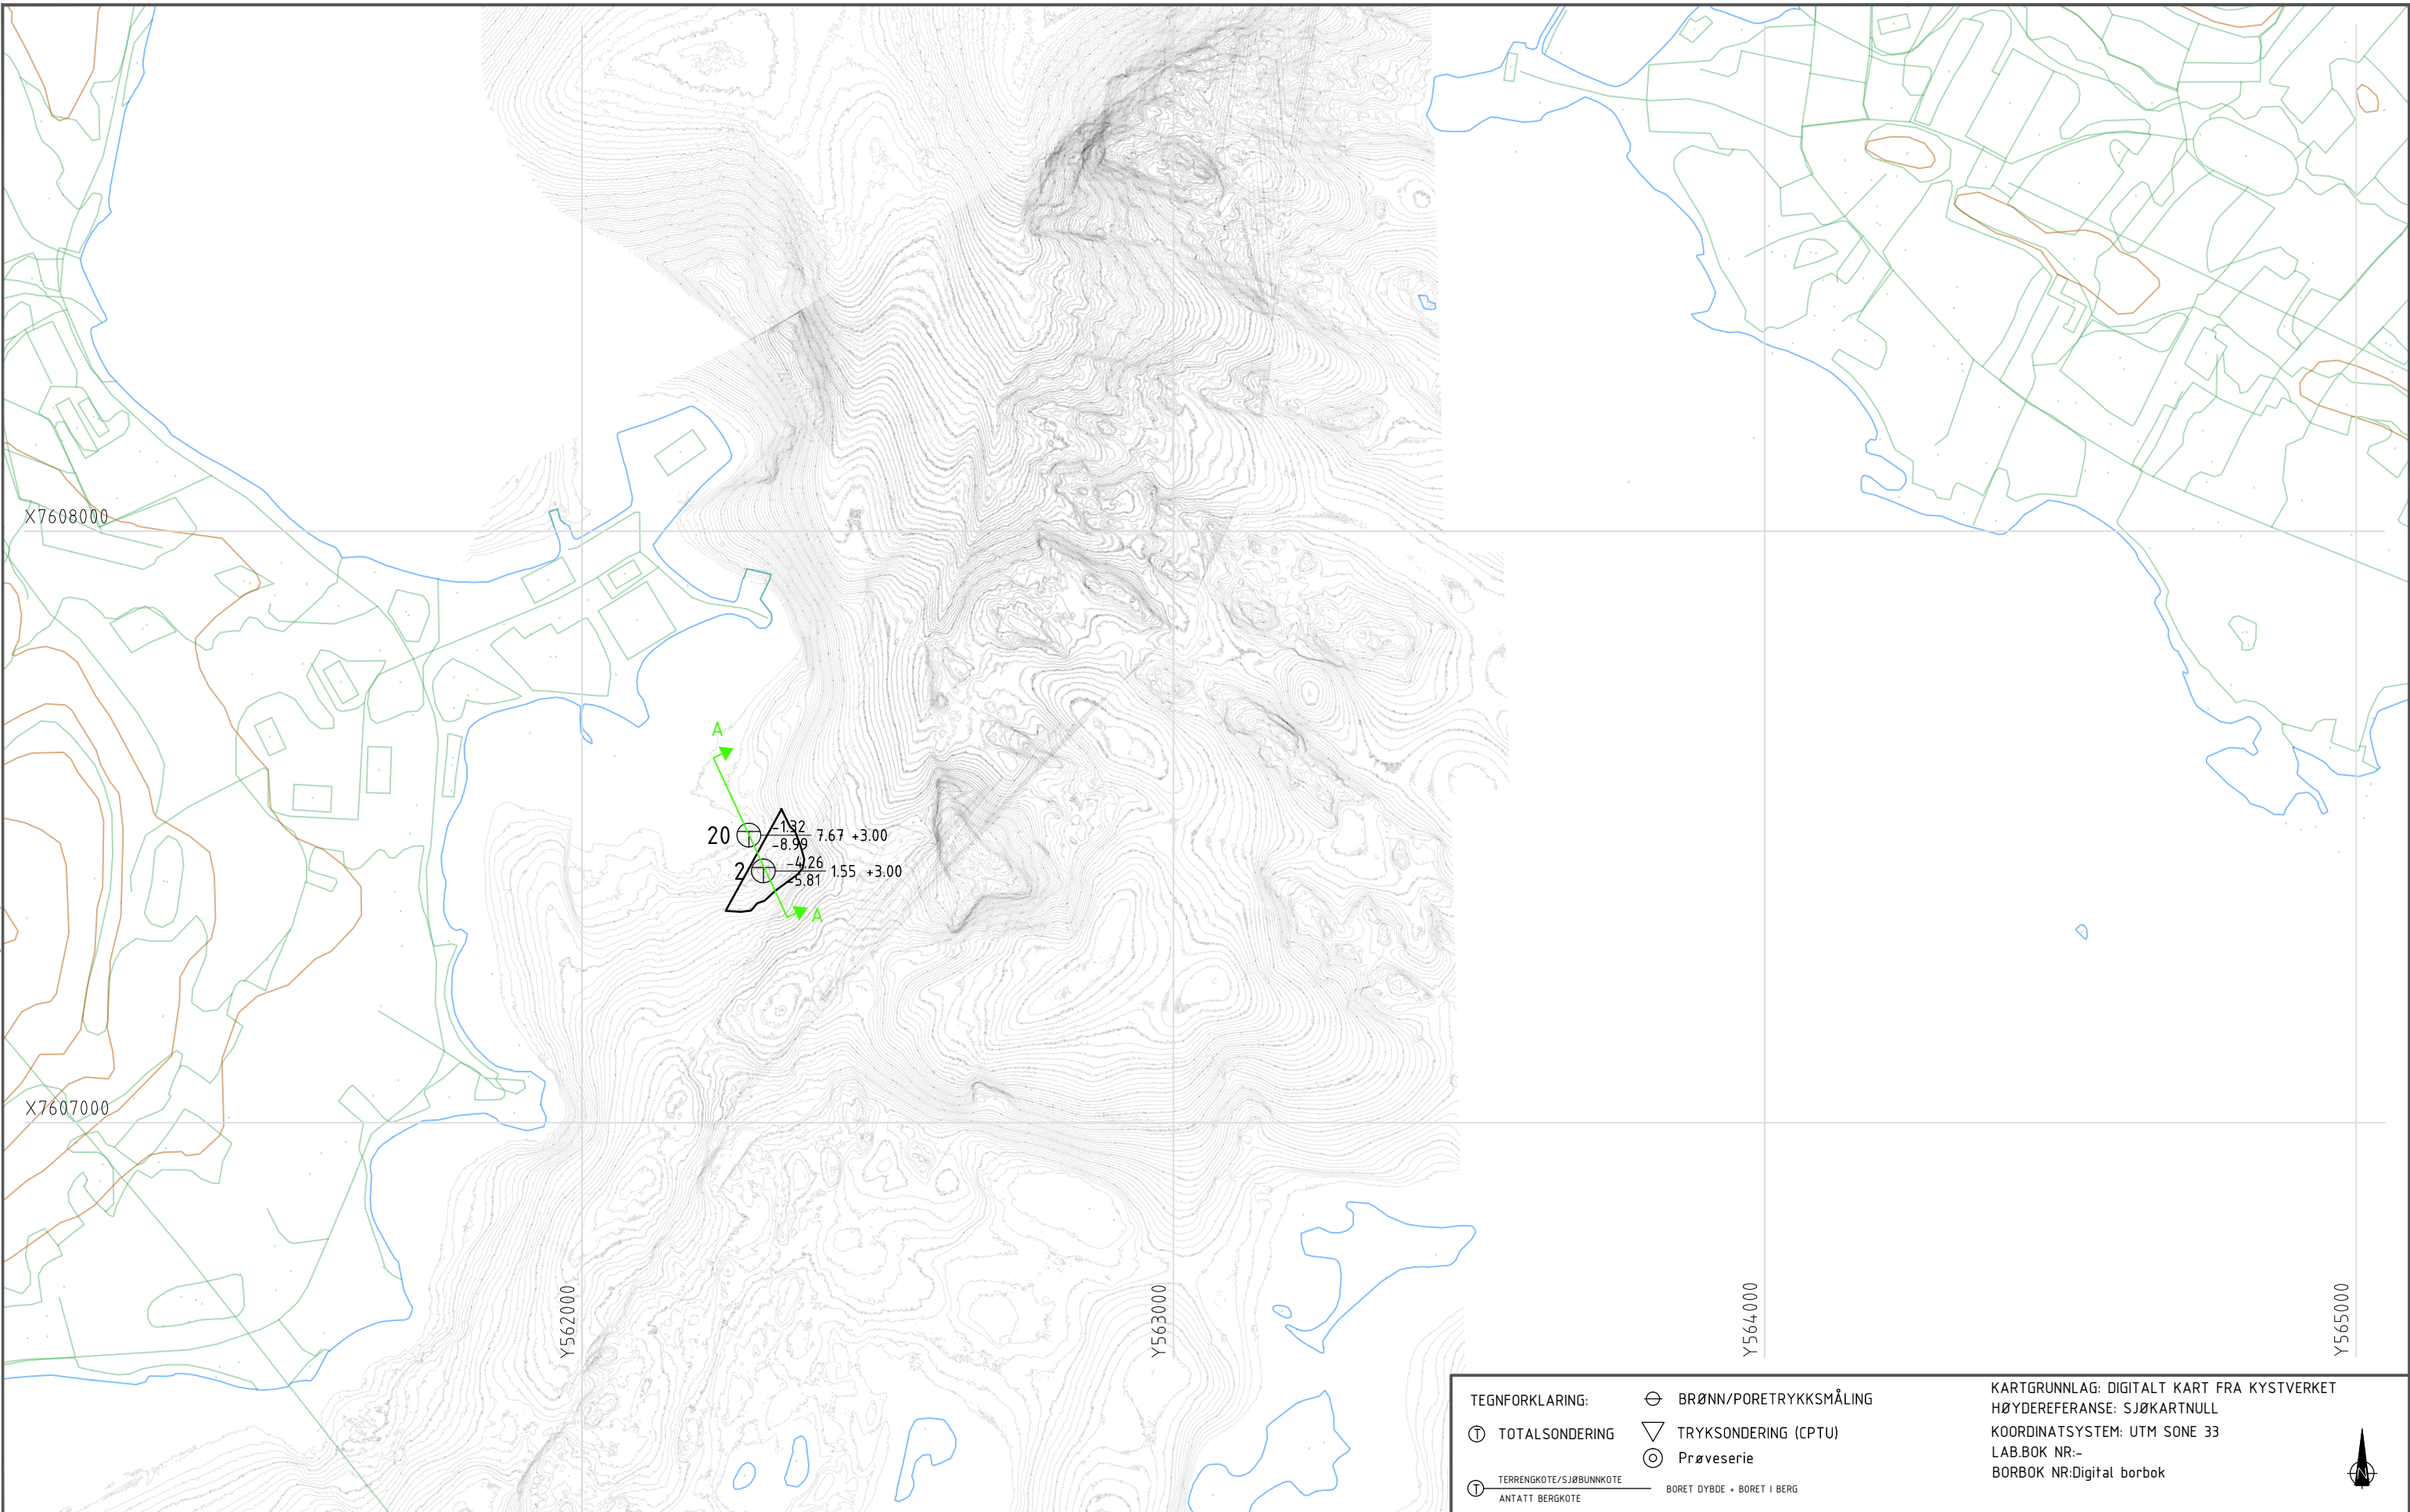 X7608000
A
20 -1.32 7.67 +3.00
-8.99
2 -4.26 1.55 +3.00
-5.81
A
X7607000
Y562000
Y563000
Y564000
Y565000
TEGNFORKLARING:
BRØNN/PORETRYKKSMÅLING
T TOTALSONDERING
TRYKSONDERING (CPTU)
Prøveserie
T TERRENGKOTE/SJØBUNNKOTE
ANTATT BERGKOTE
BORET DYBDE + BORET I BERG
KARTGRUNNLAG: DIGITALT KART FRA KYSTVERKET
HØYDEREFERANSE: SJØKARTNULL
KOORDINATSYSTEM: UTM SONE 33
LAB.BOK NR:-
BORBOK NR:Digital borbok
N